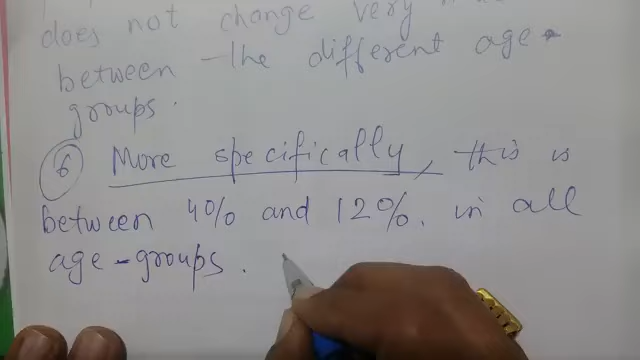 does not change very
between the different age-
groups.
6 More specifically, this is
between 4% and 12%. in all
age-groups.